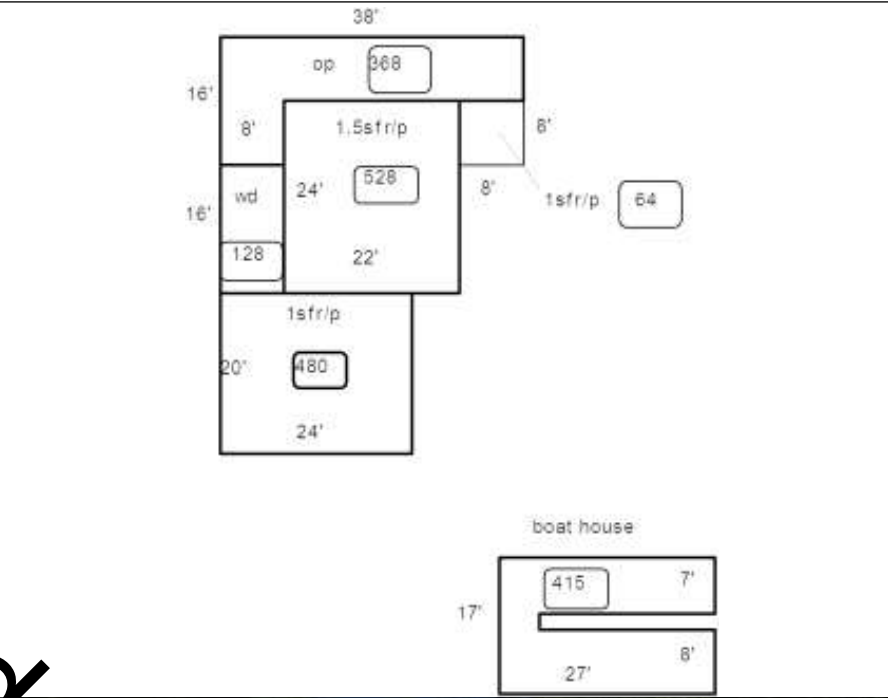 38'
op 368
16'
8' 1.5sfr/p 8'
528
wd 24' 8'
1sfr/p 64
16'
128 22'
1sfr/p
20' 480
24'
boat house
415 7'
17'
8'
27'